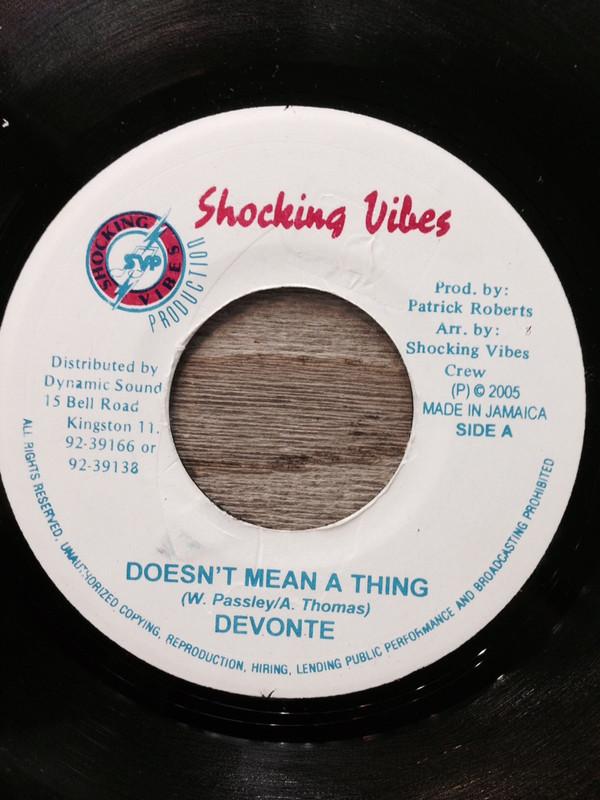 Shocking Vibes
SHOCKING VIBES
SVP
PRODUCTION
Prod. by:
Patrick Roberts
Arr. by:
Shocking Vibes
Crew
(P) © 2005
MADE IN JAMAICA
SIDE A
Distributed by
Dynamic Sound
15 Bell Road
Kingston 11.
92-39166 or
92-39138
DOESN'T MEAN A THING
(W. Passley/A. Thomas)
DEVONTE
ALL RIGHTS RESERVED, UNAUTHORIZED COPYING, REPRODUCTION, HIRING, LENDING PUBLIC PERFORMANCE AND BROADCASTING PROHIBITED